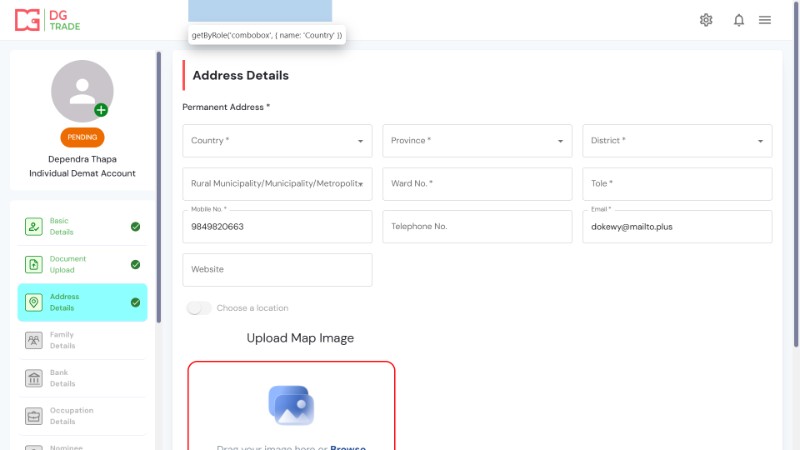 DG
TRADE
getByRole('combobox', { name: 'Country' })
PENDING
Dependra Thapa
Individual Demat Account
Basic
Details
Document
Upload
Address
Details
Family
Details
Bank
Details
Occupation
Details
Nominee
Address Details
Permanent Address *
Country *
Province *
District *
Rural Municipality/Municipality/Metropolit
Ward No. *
Tole *
Mobile No. *
9849820663
Telephone No.
Email *
dokewy@mailto.plus
Website
Choose a location
Upload Map Image
Drag your image here or Browse